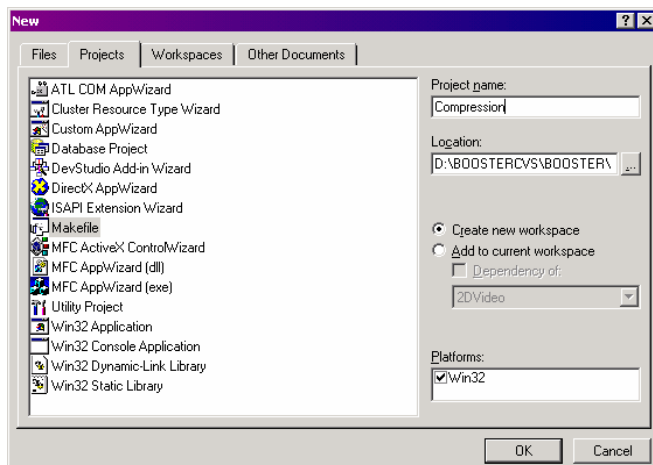 New
Files
Projects
Workspaces
Other Documents
ATL COM AppWizard
Cluster Resource Type Wizard
Custom AppWizard
Database Project
DevStudio Add-in Wizard
DirectX AppWizard
ISAPI Extension Wizard
Makefile
MFC ActiveX ControlWizard
MFC AppWizard (dll)
MFC AppWizard (exe)
Utility Project
Win32 Application
Win32 Console Application
Win32 Dynamic-Link Library
Win32 Static Library
Project name:
Compression
Location:
D:\BOOSTERCVS\BOOSTER\
...
Create new workspace
Add to current workspace
Dependency of:
2DVideo
Platforms:
Win32
OK
Cancel